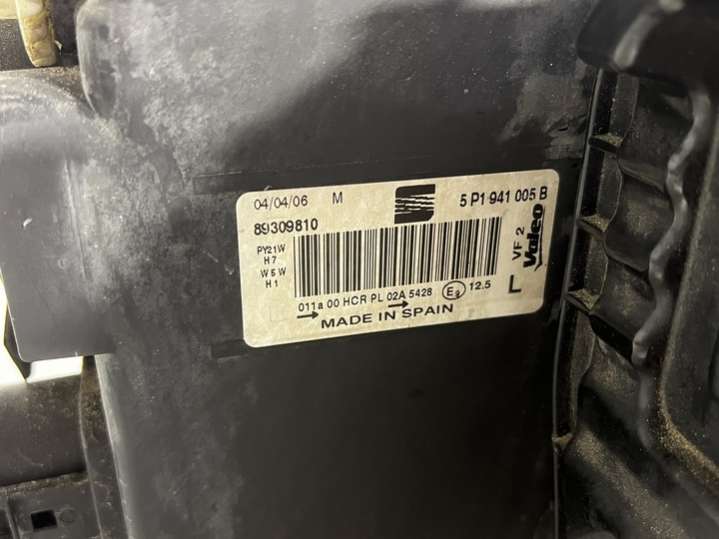 04/04/06 M 5 P1 941 005 B
89309810
PY21W
H7
W5W
H1
VF 2
Valeo
011a 00 HCR PL 02A 5428 E9 12.5
L
MADE IN SPAIN